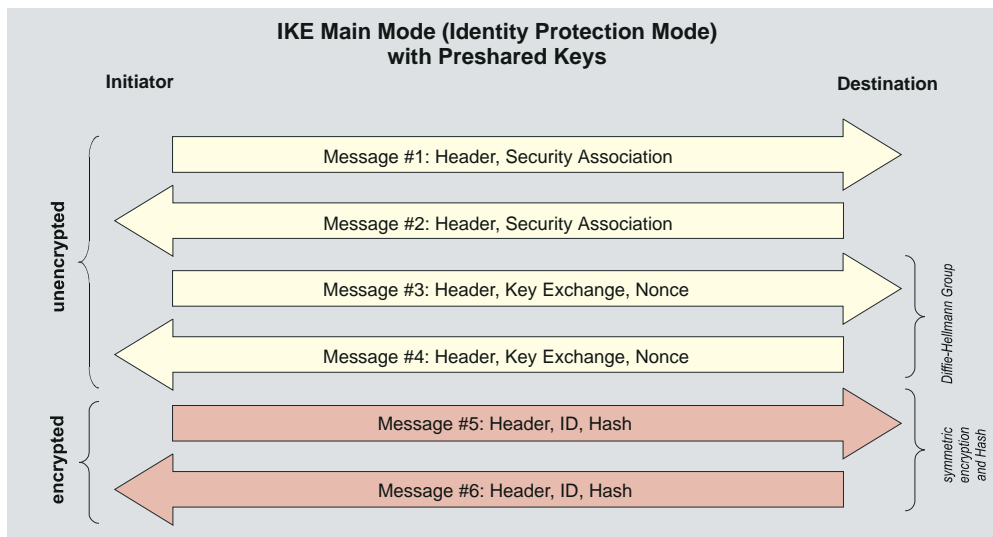 IKE Main Mode (Identity Protection Mode)
with Preshared Keys
Initiator
Destination
unencrypted
Message #1: Header, Security Association
Message #2: Header, Security Association
Message #3: Header, Key Exchange, Nonce
Message #4: Header, Key Exchange, Nonce
Diffie-Hellmann Group
encrypted
Message #5: Header, ID, Hash
Message #6: Header, ID, Hash
symmetric
encryption
and Hash